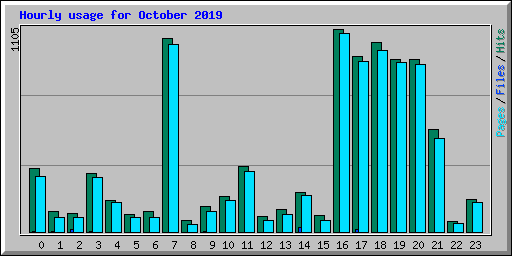 Hourly usage for October 2019
1105
Pages/Files/Hits
0 1 2 3 4 5 6 7 8 9 10 11 12 13 14 15 16 17 18 19 20 21 22 23